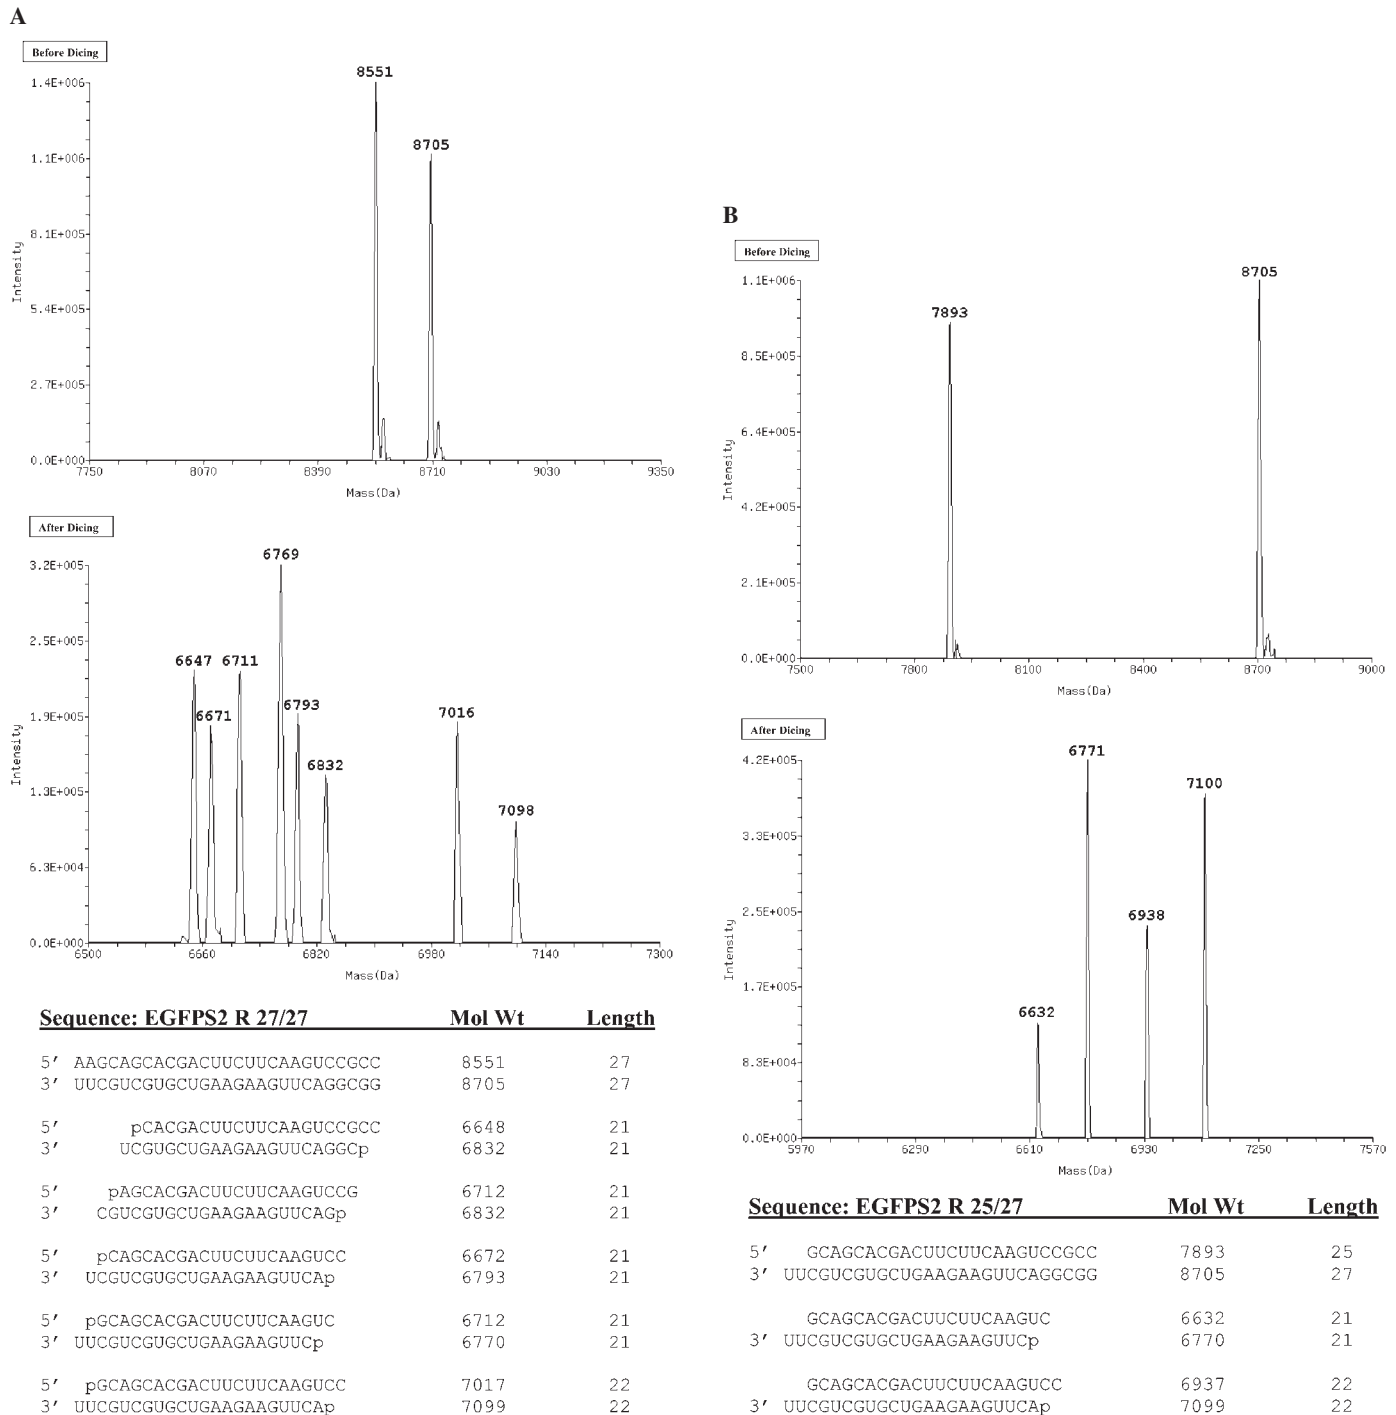 A
Before Dicing
8551
8705
1.4E+006
1.1E+006
8.1E+005
5.4E+005
2.7E+005
0.0E+000
Intensity
7750 8070 8390 8710 9030 9350
Mass(Da)
After Dicing
6769
6647 6711
6671
6793
6832
7016
7098
3.2E+005
2.5E+005
1.9E+005
1.3E+005
6.3E+004
0.0E+000
Intensity
6500 6660 6820 6980 7140 7300
Mass(Da)
Sequence: EGFPS2 R 27/27 Mol Wt Length
5′ AAGCAGCACGACUUCUUCAAGUCCGCC 8551 27
3′ UUCGUCGUGCUGAAGAAGUUCAGGCGG 8705 27
5′ pCACGACUUCUUCAAGUCCGCC 6648 21
3′ UCGUGCUGAAGAAGUUCAGGCp 6832 21
5′ pAGCACGACUUCUUCAAGUCCG 6712 21
3′ CGUCGUGCUGAAGAAGUUCAGp 6832 21
5′ pCAGCACGACUUCUUCAAGUCC 6672 21
3′ UCGUCGUGCUGAAGAAGUUCAp 6793 21
5′ pGCAGCACGACUUCUUCAAGUC 6712 21
3′ UUCGUCGUGCUGAAGAAGUUCp 6770 21
5′ pGCAGCACGACUUCUUCAAGUCC 7017 22
3′ UUCGUCGUGCUGAAGAAGUUCAp 7099 22
B
Before Dicing
8705
7893
1.1E+006
8.5E+005
6.4E+005
4.2E+005
2.1E+005
0.0E+000
Intensity
7500 7800 8100 8400 8700 9000
Mass(Da)
After Dicing
6771
7100
6938
6632
4.2E+005
3.3E+005
2.5E+005
1.7E+005
8.3E+004
0.0E+000
Intensity
5970 6290 6610 6930 7250 7570
Mass(Da)
Sequence: EGFPS2 R 25/27 Mol Wt Length
5′ GCAGCACGACUUCUUCAAGUCCGCC 7893 25
3′ UUCGUCGUGCUGAAGAAGUUCAGGCGG 8705 27
5′ GCAGCACGACUUCUUCAAGUC 6632 21
3′ UUCGUCGUGCUGAAGAAGUUCp 6770 21
5′ GCAGCACGACUUCUUCAAGUCC 6937 22
3′ UUCGUCGUGCUGAAGAAGUUCAp 7099 22